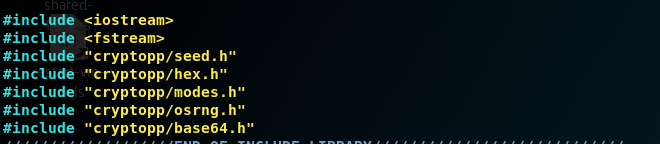 shared-
#include <iostream>
#include <fstream>
#include "cryptopp/seed.h"
#include "cryptopp/hex.h"
#include "cryptopp/modes.h"
#include "cryptopp/osrng.h"
#include "cryptopp/base64.h"
///////////////////END OF INCLUDE LIBRARY////////////////////////////